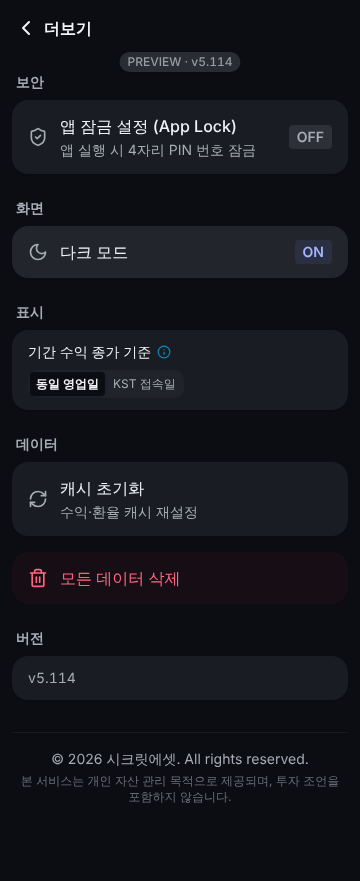 더보기
PREVIEW · v5.114
보안
앱 잠금 설정 (App Lock)
앱 실행 시 4자리 PIN 번호 잠금
OFF
화면
다크 모드
ON
표시
기간 수익 종가 기준
동일 영업일
KST 접속일
데이터
캐시 초기화
수익·환율 캐시 재설정
모든 데이터 삭제
버전
v5.114
© 2026 시크릿에셋. All rights reserved.
본 서비스는 개인 자산 관리 목적으로 제공되며, 투자 조언을
포함하지 않습니다.